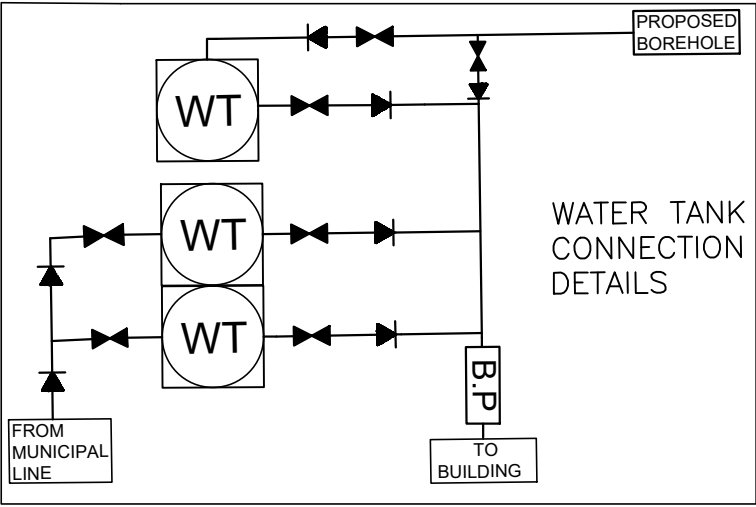 PROPOSED
BOREHOLE
WT
WT
WT
WATER TANK
CONNECTION
DETAILS
B.P
FROM
MUNICIPAL
LINE
TO
BUILDING